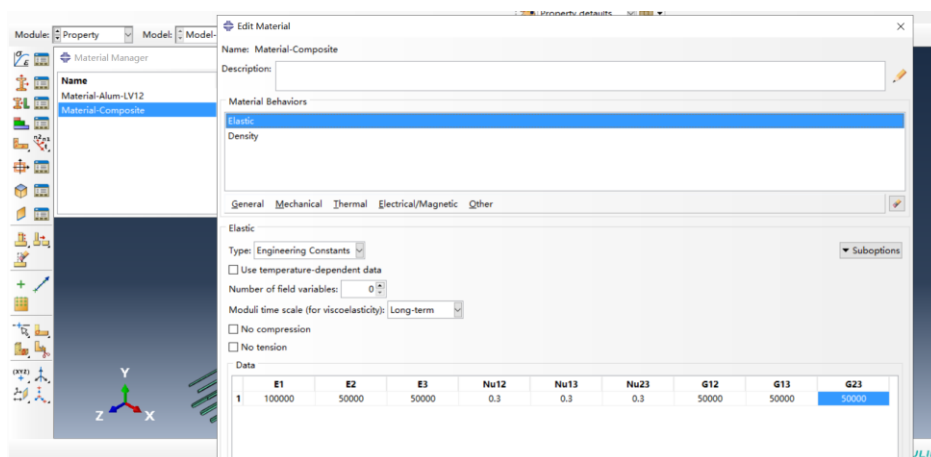 Property defaults
Module: Property Model: Model-
Edit Material
Name: Material-Composite
Description:
Material Manager
Name
Material-Alum-LV12
Material-Composite
Material Behaviors
Elastic
Density
General Mechanical Thermal Electrical/Magnetic Other
Elastic
Type: Engineering Constants
Suboptions
Use temperature-dependent data
Number of field variables: 0
Moduli time scale (for viscoelasticity): Long-term
No compression
No tension
Data
E1 E2 E3 Nu12 Nu13 Nu23 G12 G13 G23
1 100000 50000 50000 0.3 0.3 0.3 50000 50000 50000
Y
Z X